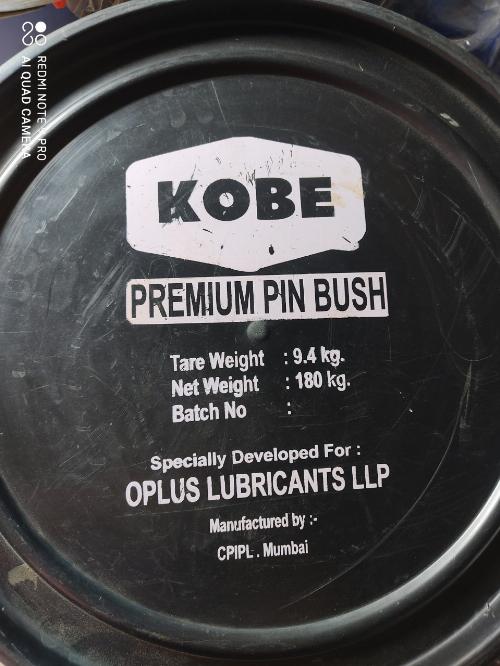 KOBE
PREMIUM PIN BUSH
Tare Weight : 9.4 kg.
Net Weight : 180 kg.
Batch No :
Specially Developed For :
OPLUS LUBRICANTS LLP
Manufactured by :-
CPIPL . Mumbai
REDMI NOTE 8 PRO
AI QUAD CAMERA